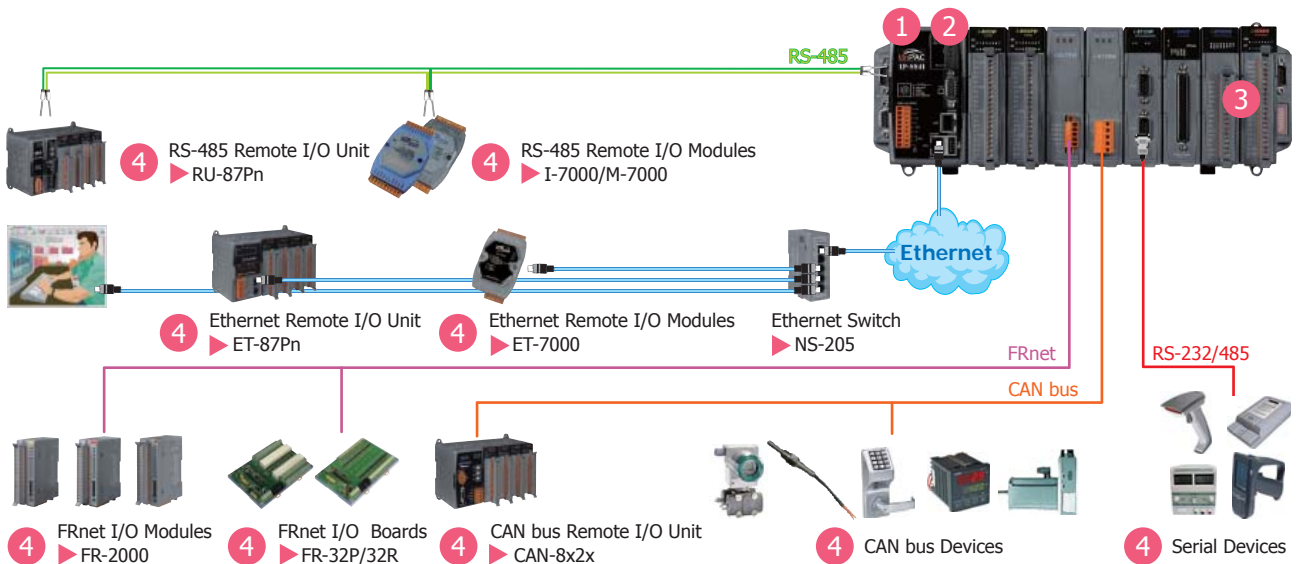 1
2
RS-485
WinPAC
3
4
RS-485 Remote I/O Unit
RU-87Pn
4
RS-485 Remote I/O Modules
I-7000/M-7000
Ethernet
4
Ethernet Remote I/O Unit
ET-87Pn
4
Ethernet Remote I/O Modules
ET-7000
Ethernet Switch
NS-205
FRnet
RS-232/485
CAN bus
4
FRnet I/O Modules
FR-2000
4
FRnet I/O Boards
FR-32P/32R
4
CAN bus Remote I/O Unit
CAN-8x2x
4
CAN bus Devices
4
Serial Devices